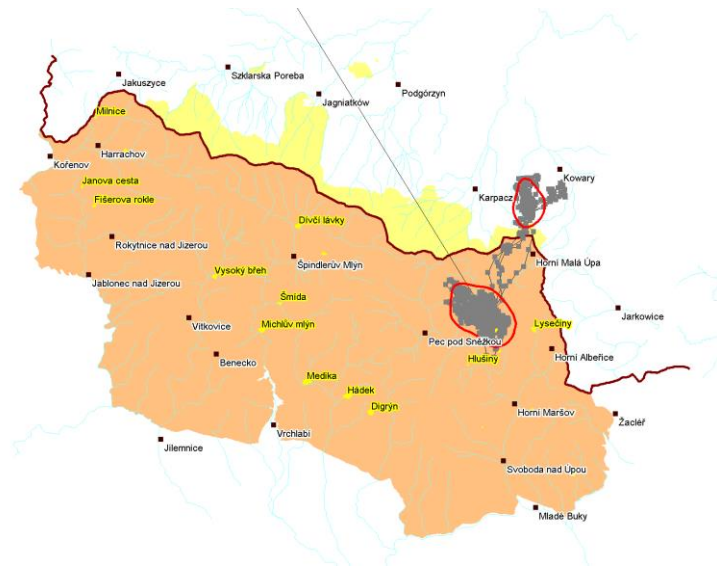 Szklarska Poreba
Jakuszyce
Podgórzyn
Jagniatków
Milnice
Harrachov
Kořenov
Kowary
Janova cesta
Karpacz
Fišerova rokle
Dívčí lávky
Rokytnice nad Jizerou
Špindlerův Mlýn
Horní Malá Úpa
Vysoký břeh
Jablonec nad Jizerou
Šmída
Jarkowice
Vítkovice
Michlův mlýn
Lysečiny
Pec pod Sněžkou
Benecko
Hlušiny
Horní Albeřice
Medika
Hádek
Digrýn
Horní Maršov
Žacléř
Vrchlabí
Jilemnice
Svoboda nad Úpou
Mladé Buky